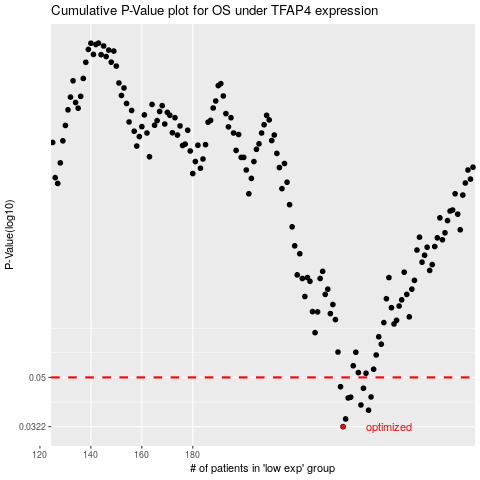 Cumulative P-Value plot for OS under TFAP4 expression
P-Value(log10)
0.05
0.0322
optimized
120 140 160 180
# of patients in 'low exp' group